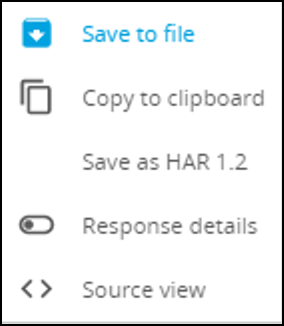 Save to file
Copy to clipboard
Save as HAR 1.2
Response details
Source view